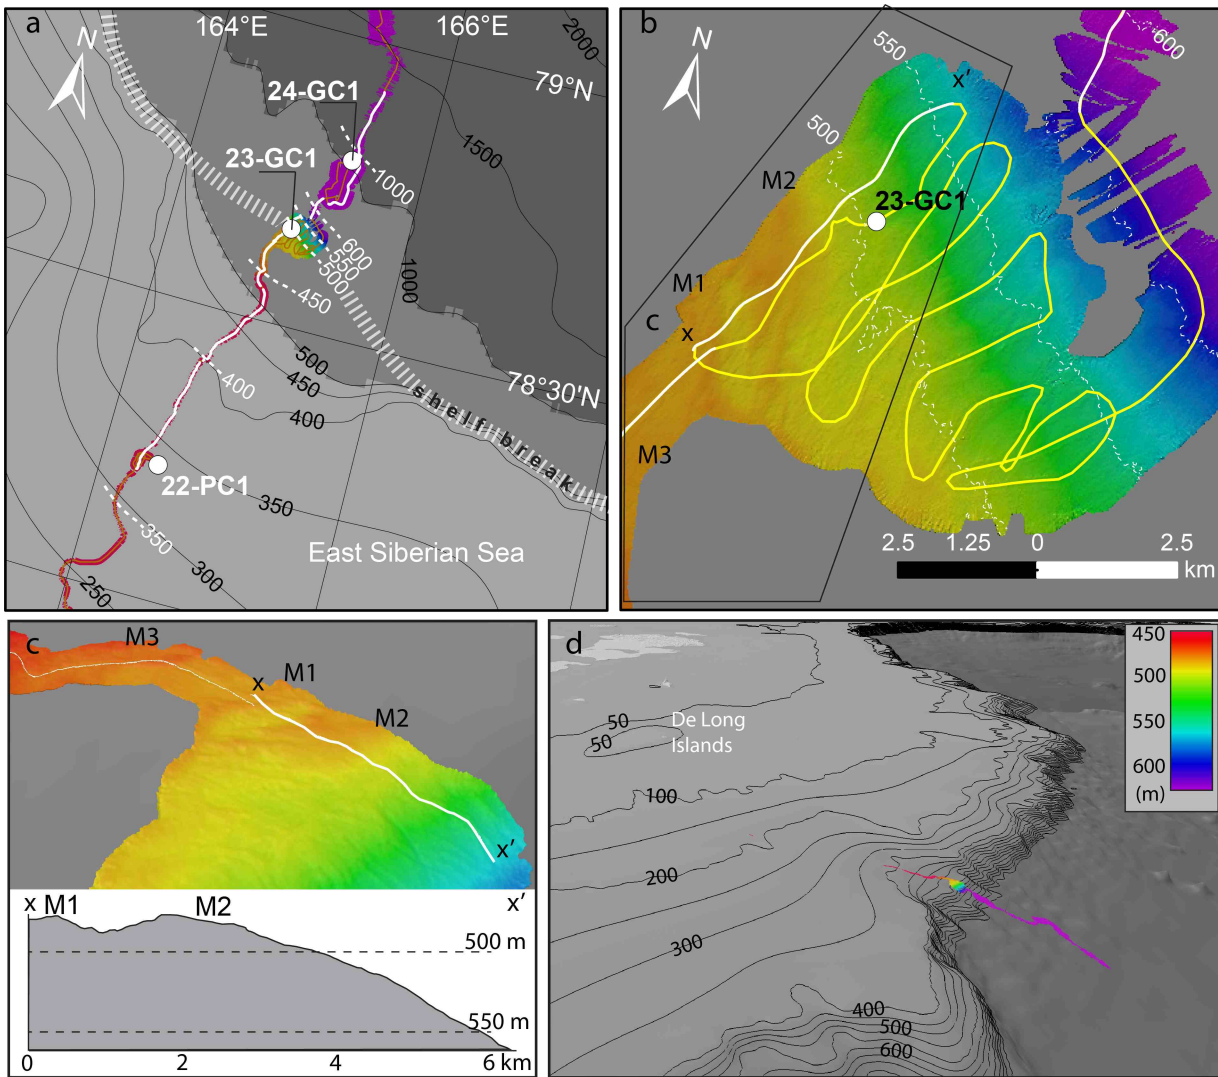 a
164°E
166°E
2000
N
79°N
24-GC1
1500
23-GC1
1000
600
550
500
1000
450
500
450
400
400
78°30'N
shelf break
22-PC1
350
350
300
250
East Siberian Sea
b
550
600
N
x'
500
M2
23-GC1
M1
c
x
M3
2.5 1.25 0 2.5
km
c
M3
x
M1
M2
x'
x M1 M2 x'
500 m
550 m
0 2 4 6 km
d
450
500
550
600
(m)
50
De Long
Islands
50
100
200
300
400
500
600